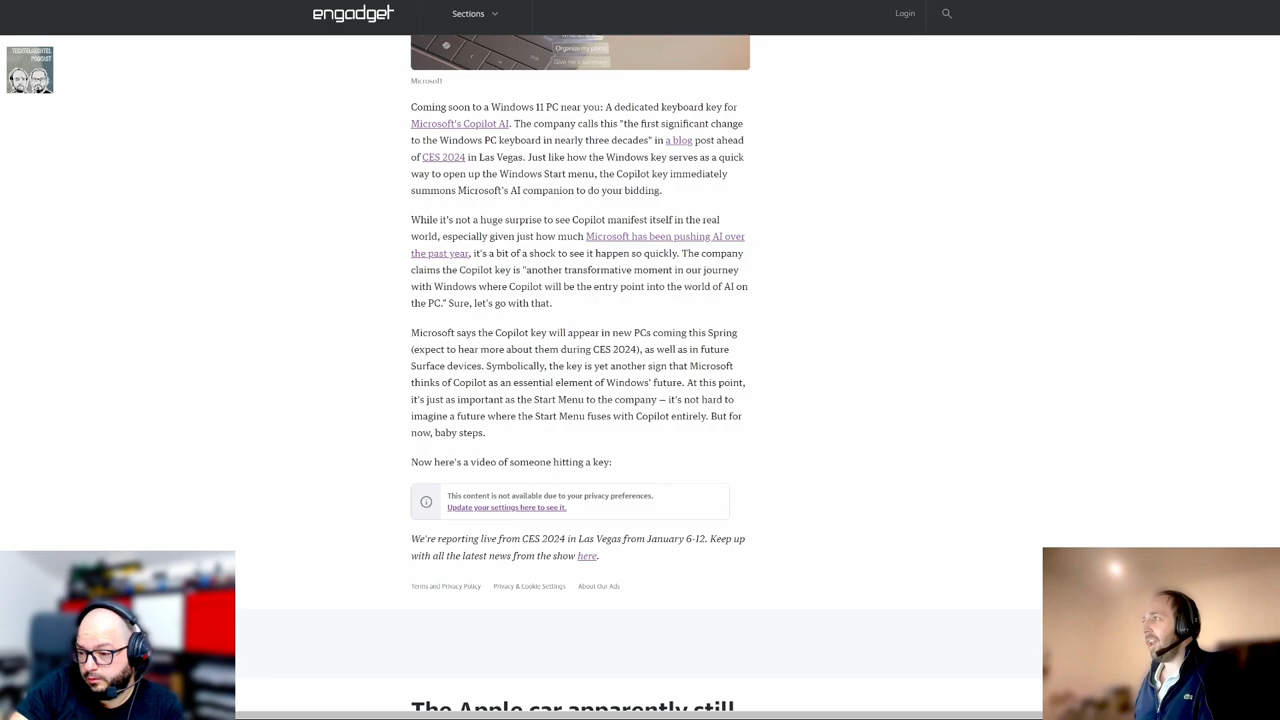 engadget
Sections
Login
TECHTELSECHTEL
PODCAST
Organise my plans
Give me a summary
Microsoft
Coming soon to a Windows 11 PC near you: A dedicated keyboard key for
Microsoft's Copilot AI. The company calls this "the first significant change
to the Windows PC keyboard in nearly three decades" in a blog post ahead
of CES 2024 in Las Vegas. Just like how the Windows key serves as a quick
way to open up the Windows Start menu, the Copilot key immediately
summons Microsoft's AI companion to do your bidding.
While it's not a huge surprise to see Copilot manifest itself in the real
world, especially given just how much Microsoft has been pushing AI over
the past year, it's a bit of a shock to see it happen so quickly. The company
claims the Copilot key is "another transformative moment in our journey
with Windows where Copilot will be the entry point into the world of AI on
the PC." Sure, let's go with that.
Microsoft says the Copilot key will appear in new PCs coming this Spring
(expect to hear more about them during CES 2024), as well as in future
Surface devices. Symbolically, the key is yet another sign that Microsoft
thinks of Copilot as an essential element of Windows' future. At this point,
it's just as important as the Start Menu to the company — it's not hard to
imagine a future where the Start Menu fuses with Copilot entirely. But for
now, baby steps.
Now here's a video of someone hitting a key:
This content is not available due to your privacy preferences.
Update your settings here to see it.
We're reporting live from CES 2024 in Las Vegas from January 6-12. Keep up
with all the latest news from the show here.
Terms and Privacy Policy Privacy & Cookie Settings About Our Ads
The Apple car apparently still